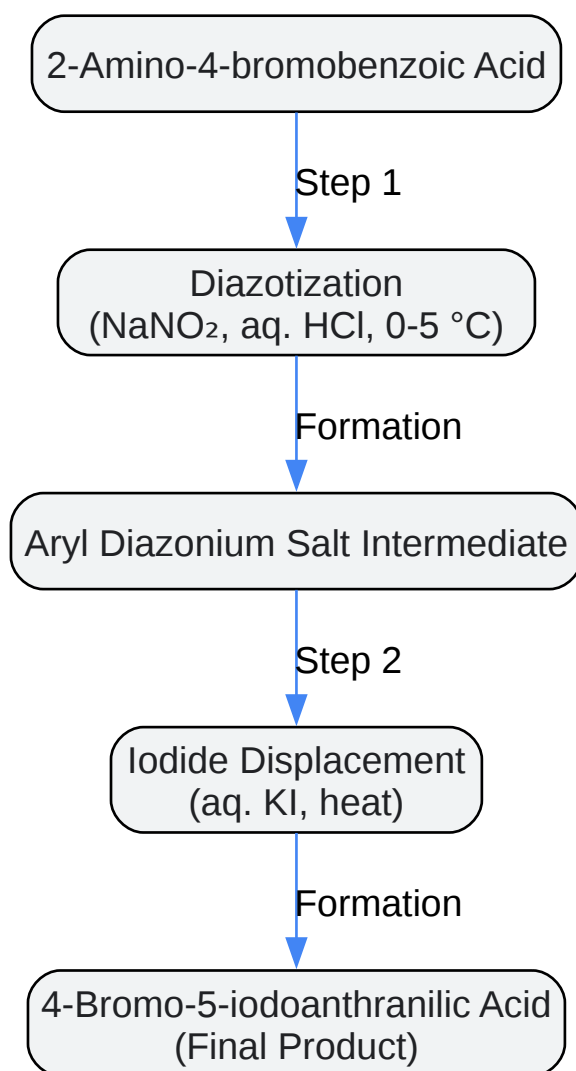 2-Amino-4-bromobenzoic Acid
Step 1
Diazotization
(NaNO₂, aq. HCl, 0-5 °C)
Formation
Aryl Diazonium Salt Intermediate
Step 2
Iodide Displacement
(aq. KI, heat)
Formation
4-Bromo-5-iodoanthranilic Acid
(Final Product)